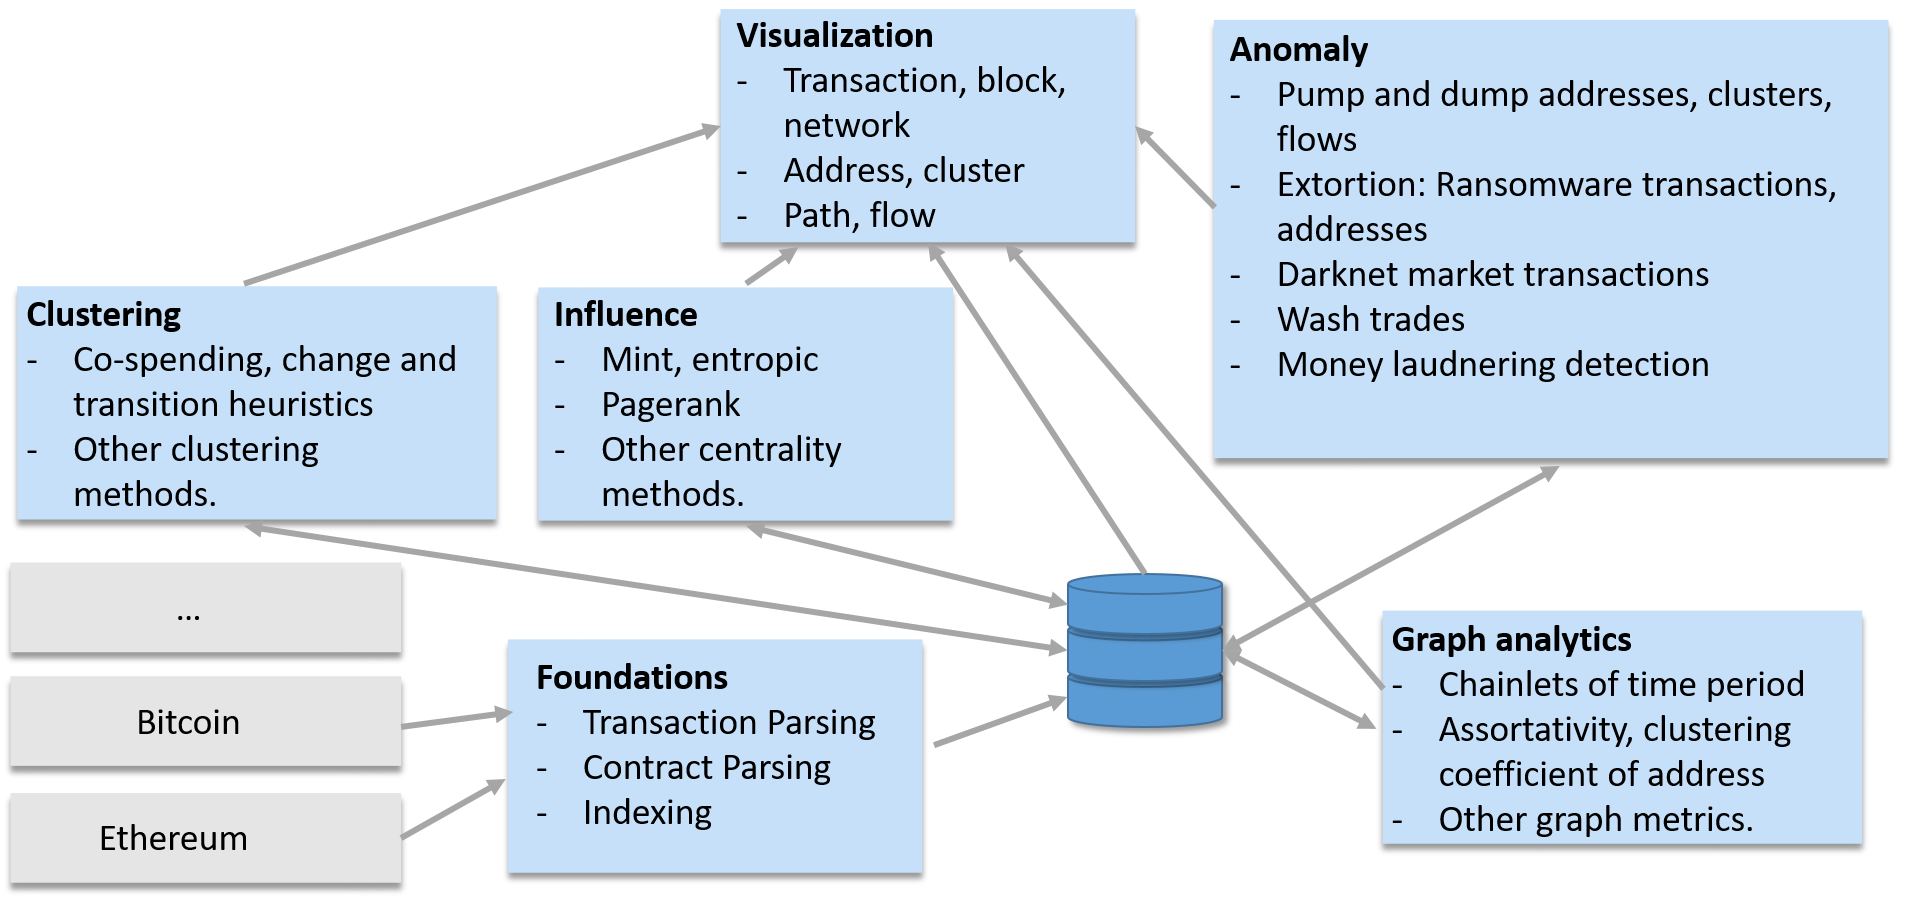 Visualization
- Transaction, block,
network
- Address, cluster
- Path, flow
Anomaly
- Pump and dump addresses, clusters,
flows
- Extortion: Ransomware transactions,
addresses
- Darknet market transactions
- Wash trades
- Money laudnering detection
Clustering
- Co-spending, change and
transition heuristics
- Other clustering
methods.
Influence
- Mint, entropic
- Pagerank
- Other centrality
methods.
...
Bitcoin
Ethereum
Foundations
- Transaction Parsing
- Contract Parsing
- Indexing
Graph analytics
- Chainlets of time period
- Assortativity, clustering
coefficient of address
- Other graph metrics.